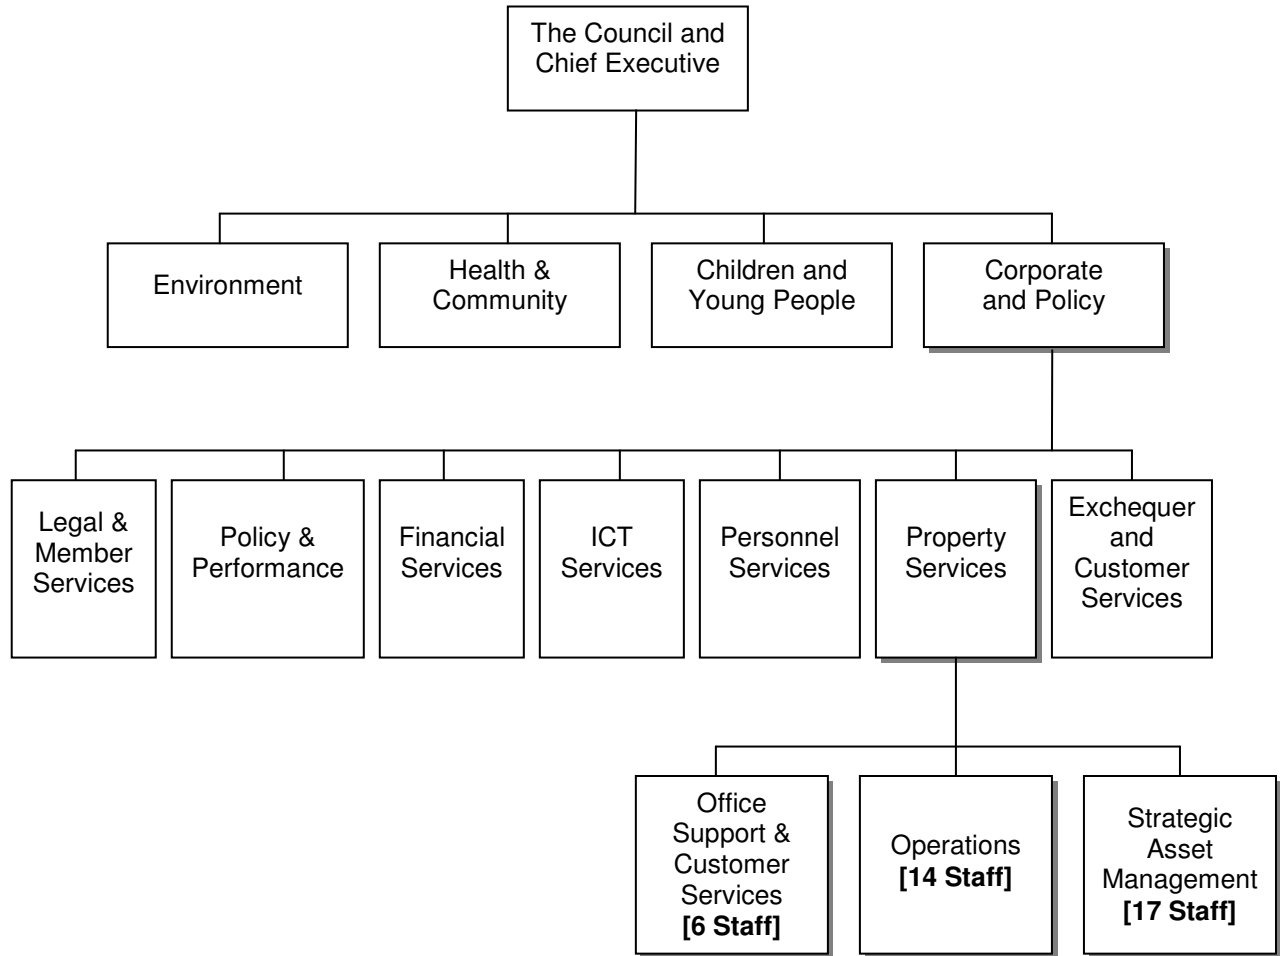 The Council and
Chief Executive
Environment
Health &
Community
Children and
Young People
Corporate
and Policy
Legal &
Member
Services
Policy &
Performance
Financial
Services
ICT
Services
Personnel
Services
Property
Services
Exchequer
and
Customer
Services
Office
Support &
Customer
Services
[6 Staff]
Operations
[14 Staff]
Strategic
Asset
Management
[17 Staff]